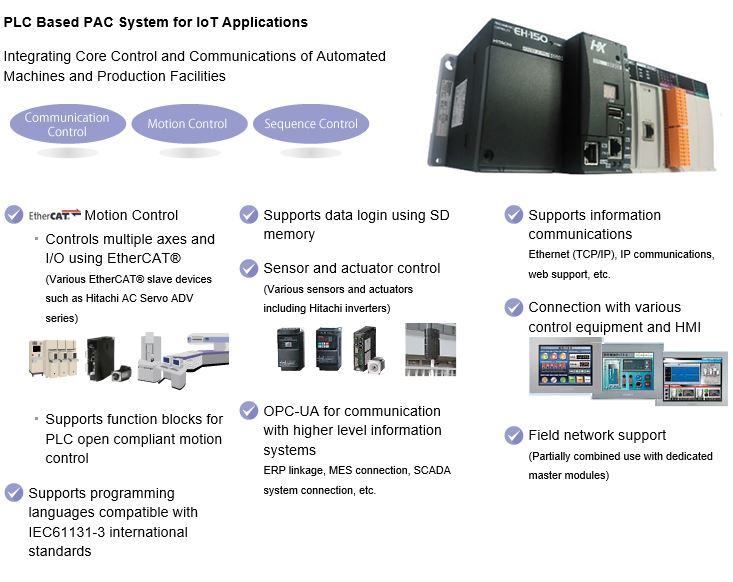 PLC Based PAC System for IoT Applications
Integrating Core Control and Communications of Automated
Machines and Production Facilities
Communication
Control
Motion Control
Sequence Control
EH-150
HITACHI
HX
EtherCAT® Motion Control
· Controls multiple axes and
I/O using EtherCAT®
(Various EtherCAT® slave devices
such as Hitachi AC Servo ADV
series)
· Supports function blocks for
PLC open compliant motion
control
Supports programming
languages compatible with
IEC61131-3 international
standards
Supports data login using SD
memory
Sensor and actuator control
(Various sensors and actuators
including Hitachi inverters)
OPC-UA for communication
with higher level information
systems
ERP linkage, MES connection, SCADA
system connection, etc.
Supports information
communications
Ethernet (TCP/IP), IP communications,
web support, etc.
Connection with various
control equipment and HMI
Field network support
(Partially combined use with dedicated
master modules)